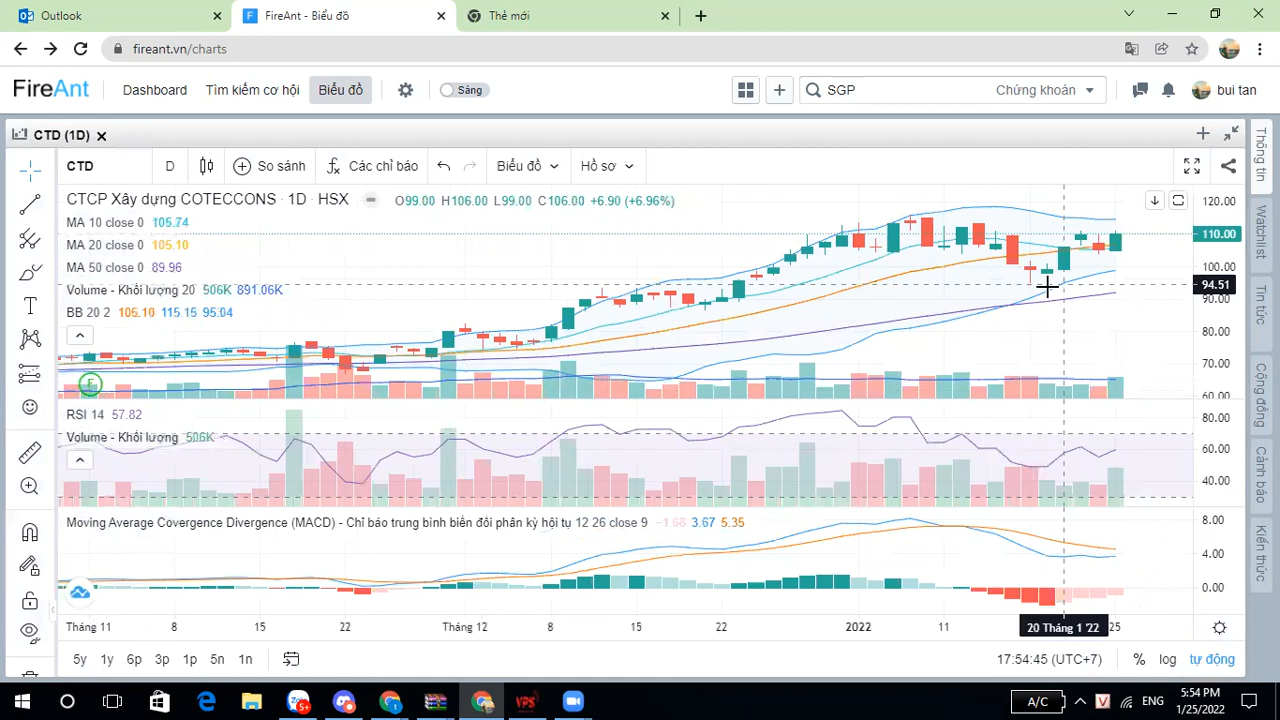 Outlook
FireAnt - Biểu đồ
Thẻ mới
fireant.vn/charts
FireAnt
Dashboard
Tìm kiếm cơ hội
Biểu đồ
Sáng
SGP
Chứng khoán
bui tan
CTD (1D)
CTD
D
So sánh
Các chỉ báo
Biểu đồ
Hồ sơ
CTCP Xây dựng COTECCONS · 1D · HSX
O99.00 H106.00 L99.00 C106.00 +6.90 (+6.96%)
MA 10 close 0 105.74
MA 20 close 0 105.10
MA 50 close 0 89.96
Volume - Khối lượng 20 506K 891.06K
BB 20 2 105.10 115.15 95.04
120.00
110.00
100.00
94.51
90.00
80.00
70.00
60.00
F
RSI 14 57.82
Volume - Khối lượng 506K
80.00
60.00
40.00
Moving Average Covergence Divergence (MACD) - Chỉ báo trung bình biến đổi phân kỳ hội tụ 12 26 close 9 -1.68 3.67 5.35
8.00
4.00
0.00
Tháng 11
8
15
22
Tháng 12
8
15
22
2022
11
20 Tháng 1 '22
25
5y
1y
6p
3p
1p
5n
1n
17:54:45 (UTC+7)
%
log
tự động
Thông tin
Watchlist
Tin tức
Cộng đồng
Cảnh báo
Kiến thức
5+
VPS
A/C
V
ENG
5:54 PM
1/25/2022